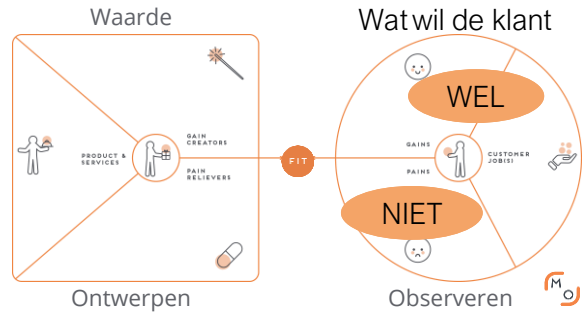 Waarde
Wat wil de klant
WEL
GAIN
CREATORS
PRODUCT &
SERVICES
PAIN
RELIEVERS
FIT
GAINS
CUSTOMER
JOB(S)
PAINS
NIET
Ontwerpen
Observeren
M
O